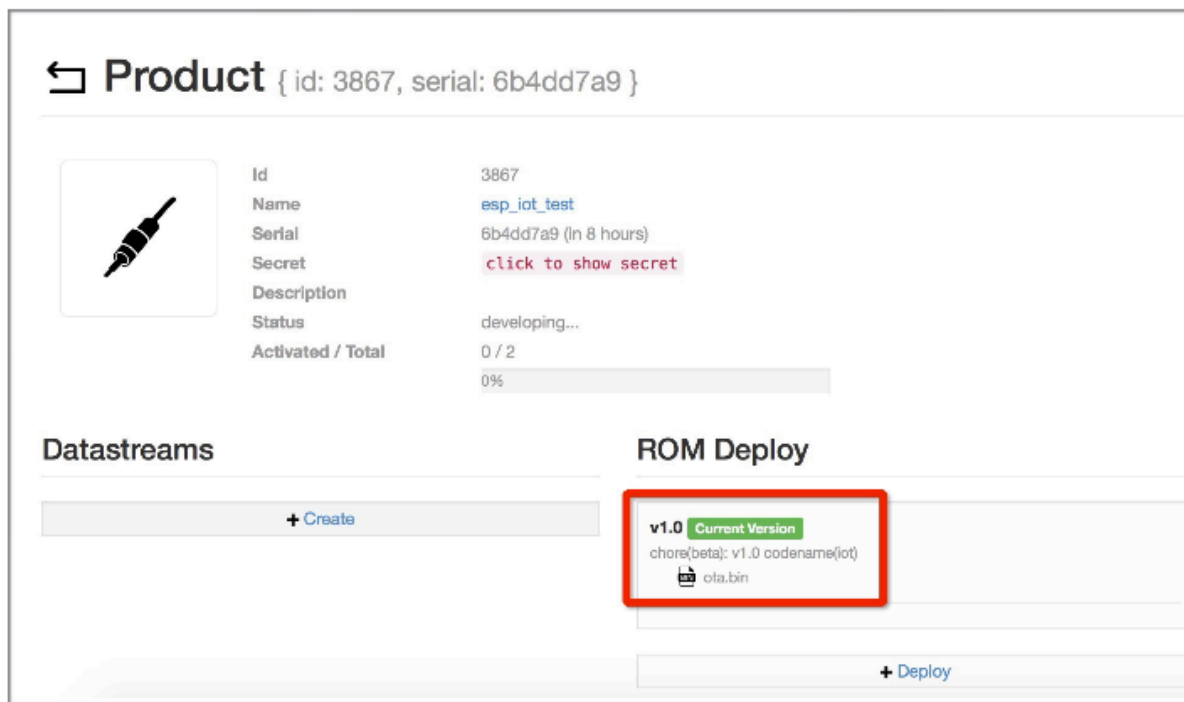 Product { id: 3867, serial: 6b4dd7a9 }
Id 3867
Name esp_iot_test
Serial 6b4dd7a9 (in 8 hours)
Secret click to show secret
Description
Status developing...
Activated / Total 0 / 2
0%
Datastreams
+ Create
ROM Deploy
v1.0 Current Version
chore(beta): v1.0 codename(iot)
ota.bin
+ Deploy